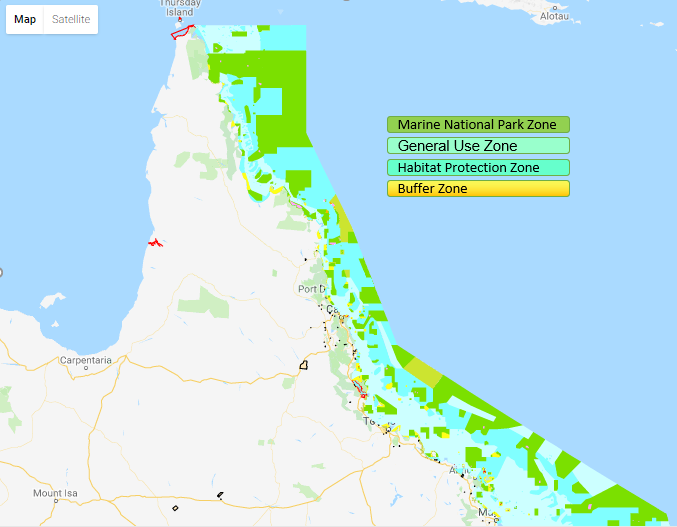 Map
Satellite
Thursday
Island
Alotau
Marine National Park Zone
General Use Zone
Habitat Protection Zone
Buffer Zone
Port
Carpentaria
Mount Isa